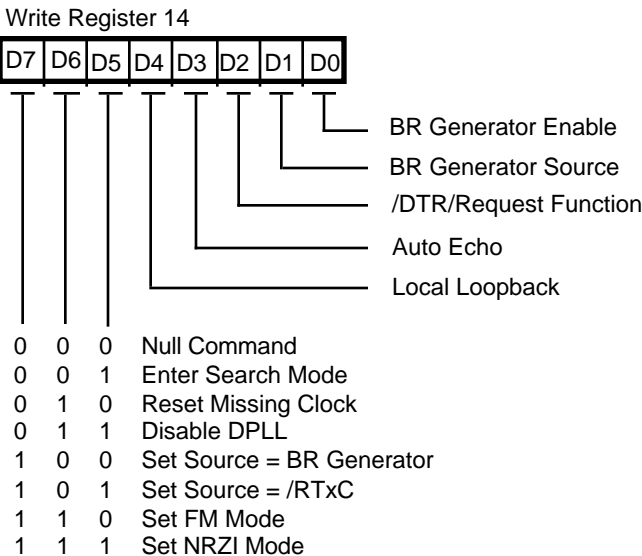 Write Register 14
D7 D6 D5 D4 D3 D2 D1 D0
BR Generator Enable
BR Generator Source
/DTR/Request Function
Auto Echo
Local Loopback
0 0 0 Null Command
0 0 1 Enter Search Mode
0 1 0 Reset Missing Clock
0 1 1 Disable DPLL
1 0 0 Set Source = BR Generator
1 0 1 Set Source = /RTxC
1 1 0 Set FM Mode
1 1 1 Set NRZI Mode